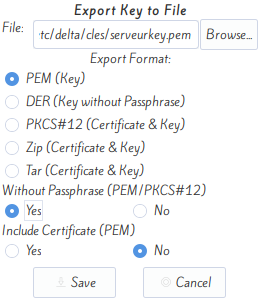 Export Key to File
File: :tc/delta/cles/serveurkey.pem Browse...
Export Format:
PEM (Key)
DER (Key without Passphrase)
PKCS#12 (Certificate & Key)
Zip (Certificate & Key)
Tar (Certificate & Key)
Without Passphrase (PEM/PKCS#12)
Yes No
Include Certificate (PEM)
Yes No
Save Cancel